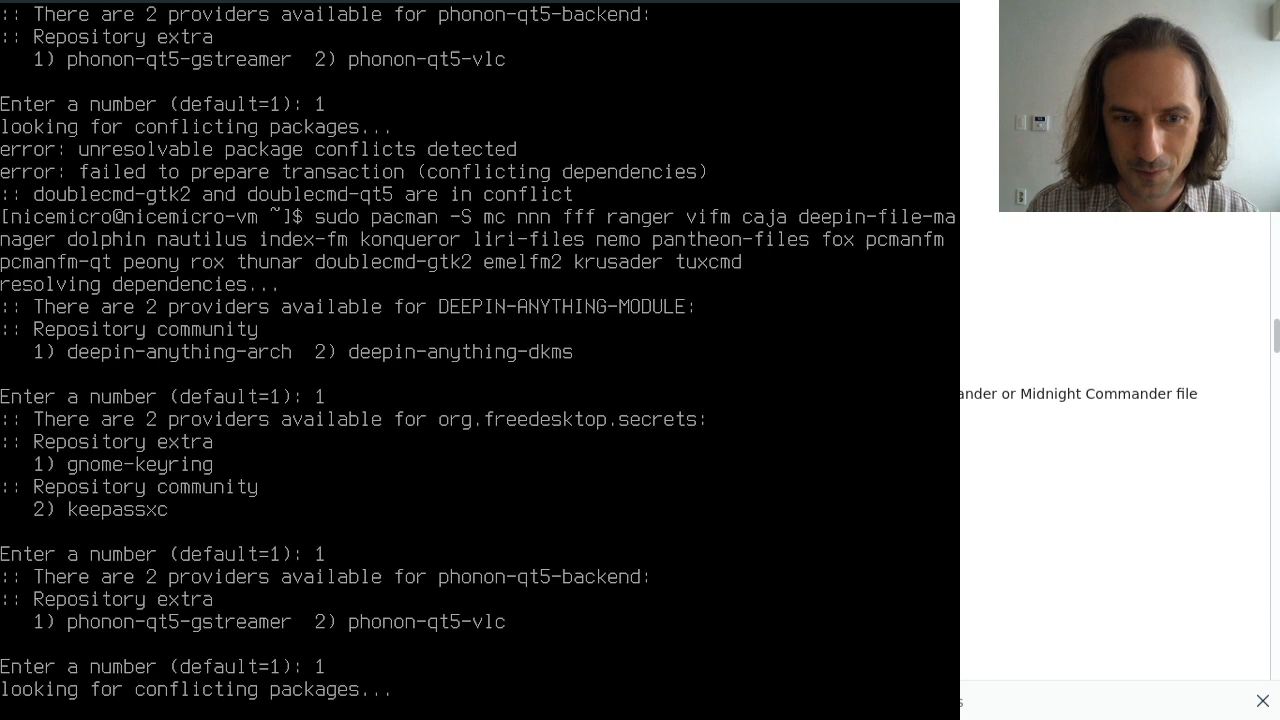 :: There are 2 providers available for phonon-qt5-backend:
:: Repository extra
   1) phonon-qt5-gstreamer  2) phonon-qt5-vlc
Enter a number (default=1): 1
looking for conflicting packages...
error: unresolvable package conflicts detected
error: failed to prepare transaction (conflicting dependencies)
:: doublecmd-gtk2 and doublecmd-qt5 are in conflict
[nicemicro@nicemicro-vm ~]$ sudo pacman -S mc nnn fff ranger vifm caja deepin-file-ma
nager dolphin nautilus index-fm konqueror liri-files nemo pantheon-files fox pcmanfm
pcmanfm-qt peony rox thunar doublecmd-gtk2 emelfm2 krusader tuxcmd
resolving dependencies...
:: There are 2 providers available for DEEPIN-ANYTHING-MODULE:
:: Repository community
   1) deepin-anything-arch  2) deepin-anything-dkms
Enter a number (default=1): 1
:: There are 2 providers available for org.freedesktop.secrets:
:: Repository extra
   1) gnome-keyring
:: Repository community
   2) keepassxc
Enter a number (default=1): 1
:: There are 2 providers available for phonon-qt5-backend:
:: Repository extra
   1) phonon-qt5-gstreamer  2) phonon-qt5-vlc
Enter a number (default=1): 1
looking for conflicting packages...
ander or Midnight Commander file